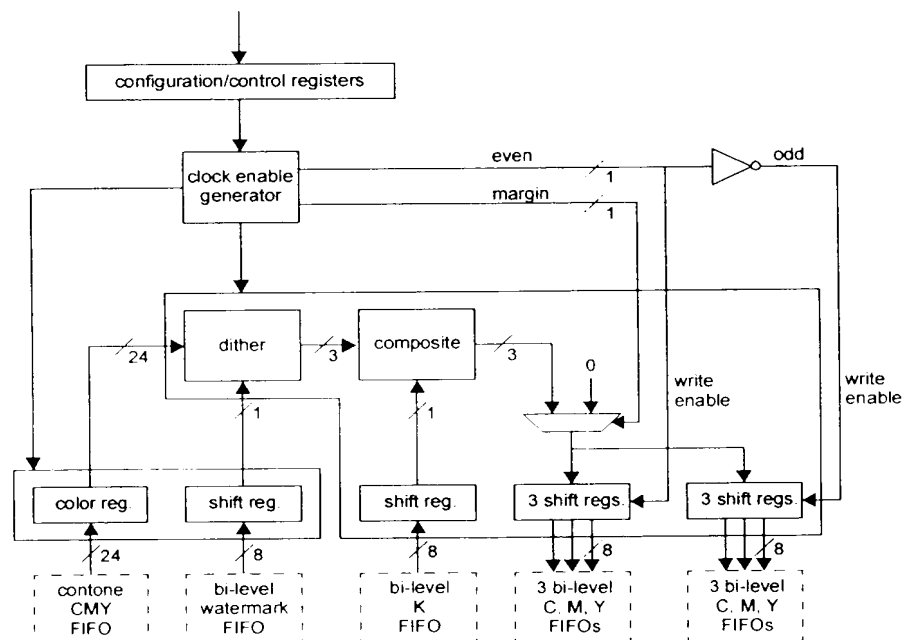 configuration/control registers
clock enable
generator
even
1
odd
margin
1
dither
composite
24
3
3
0
1
1
write
enable
write
enable
color reg.
shift reg.
shift reg.
3 shift regs.
3 shift regs.
24
8
8
8
8
contone
CMY
FIFO
bi-level
watermark
FIFO
bi-level
K
FIFO
3 bi-level
C, M, Y
FIFOs
3 bi-level
C, M, Y
FIFOs